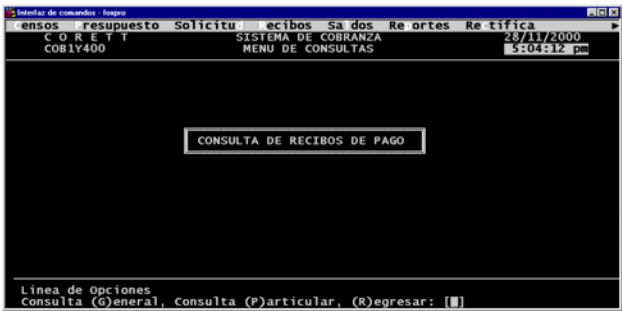 Interfaz de comandos - foxpro
ensos resupuesto Solicitu ecibos Sa dos Re ortes Re tifica
C O R E T T SISTEMA DE COBRANZA 28/11/2000
COB1Y400 MENU DE CONSULTAS 5:04:12 pm
CONSULTA DE RECIBOS DE PAGO
Linea de Opciones
Consulta (G)eneral, Consulta (P)articular, (R)egresar: [ ]